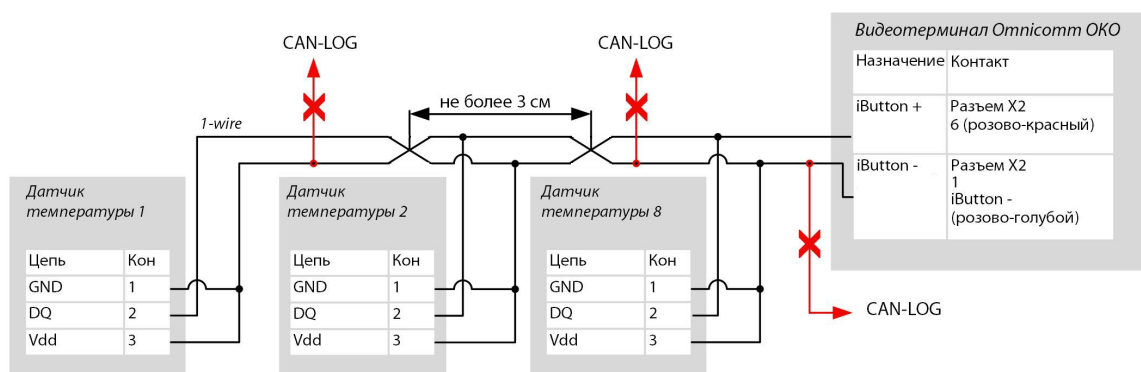 Видеотерминал Omnicomm ОКО
CAN-LOG
CAN-LOG
Назначение Контакт
не более 3 см
iButton + Разъем X2
6 (розово-красный)
1-wire
iButton - Разъем X2
1
iButton -
(розово-голубой)
Датчик
температуры 1
Датчик
температуры 2
Датчик
температуры 8
Цепь Кон
GND 1
DQ 2
Vdd 3
Цепь Кон
GND 1
DQ 2
Vdd 3
Цепь Кон
GND 1
DQ 2
Vdd 3
CAN-LOG